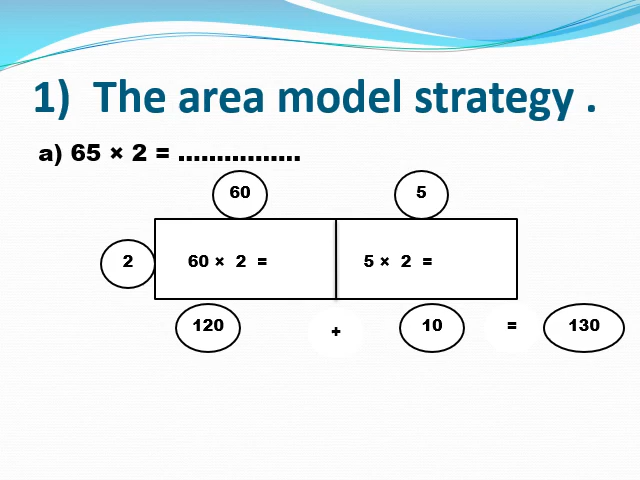 1) The area model strategy .
a) 65 × 2 = ................
60 5
2 60 × 2 = 5 × 2 =
120 + 10 = 130